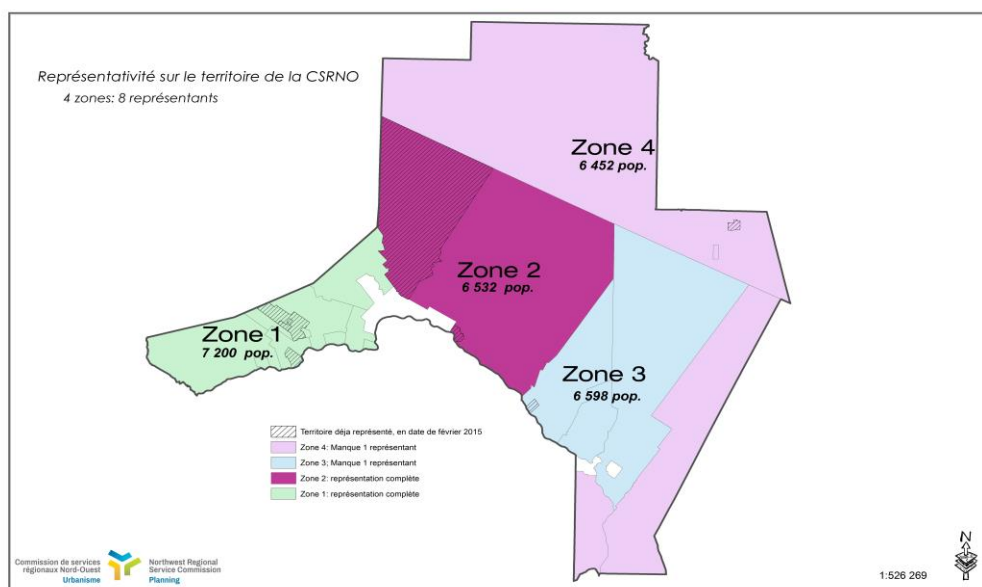 Représentativité sur le territoire de la CSRNO
4 zones: 8 représentants
Zone 4
6 452 pop.
Zone 2
6 532 pop.
Zone 1
7 200 pop.
Zone 3
6 598 pop.
Territoire déja représenté, en date de février 2015
Zone 4: Manque 1 représentant
Zone 3; Manque 1 représentant
Zone 2: représentation complète
Zone 1: représentation complète
Commission de services
régionaux Nord-Ouest
Urbanisme
Northwest Regional
Service Commission
Planning
1:526 269
N